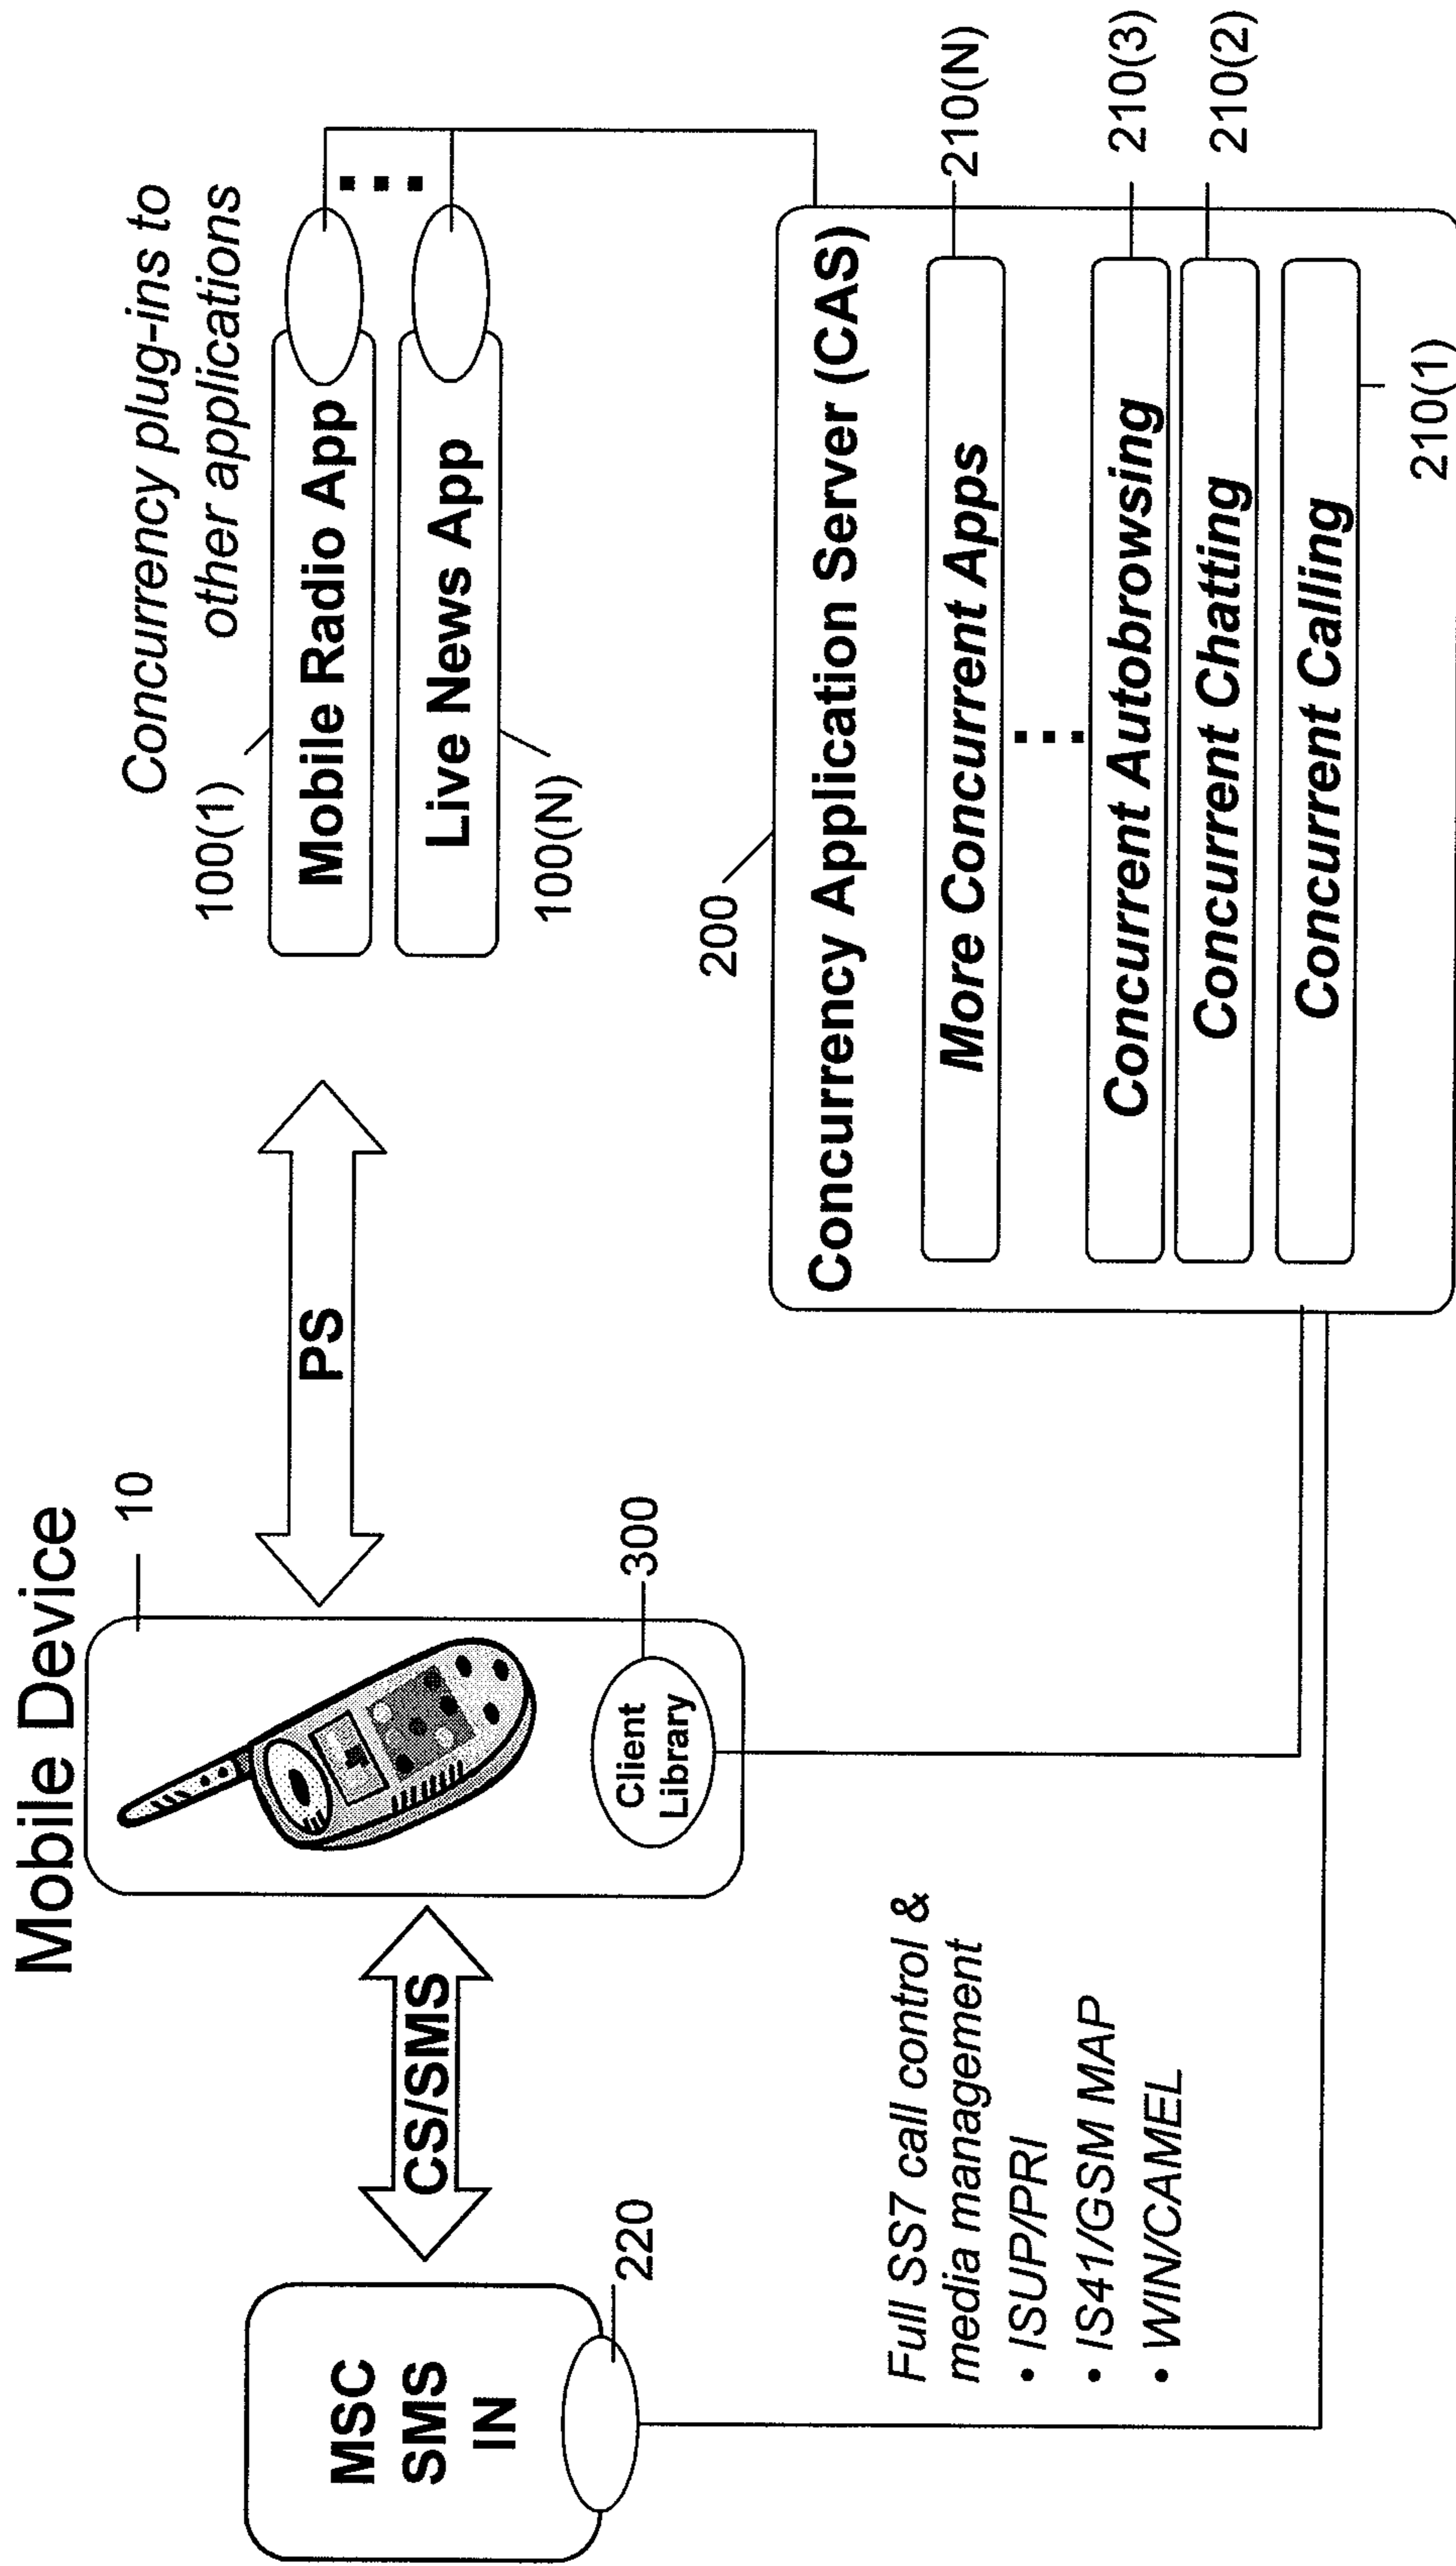 Mobile Device
10
MSC
SMS
IN
220
CS/SMS
Client
Library
300
PS
Concurrency plug-ins to
other applications
100(1)
Mobile Radio App
Live News App
100(N)
Full SS7 call control &
media management
• ISUP/PRI
• IS41/GSM MAP
• WIN/CAMEL
200
Concurrency Application Server (CAS)
More Concurrent Apps
210(N)
Concurrent Autobrowsing
210(3)
Concurrent Chatting
210(2)
Concurrent Calling
210(1)